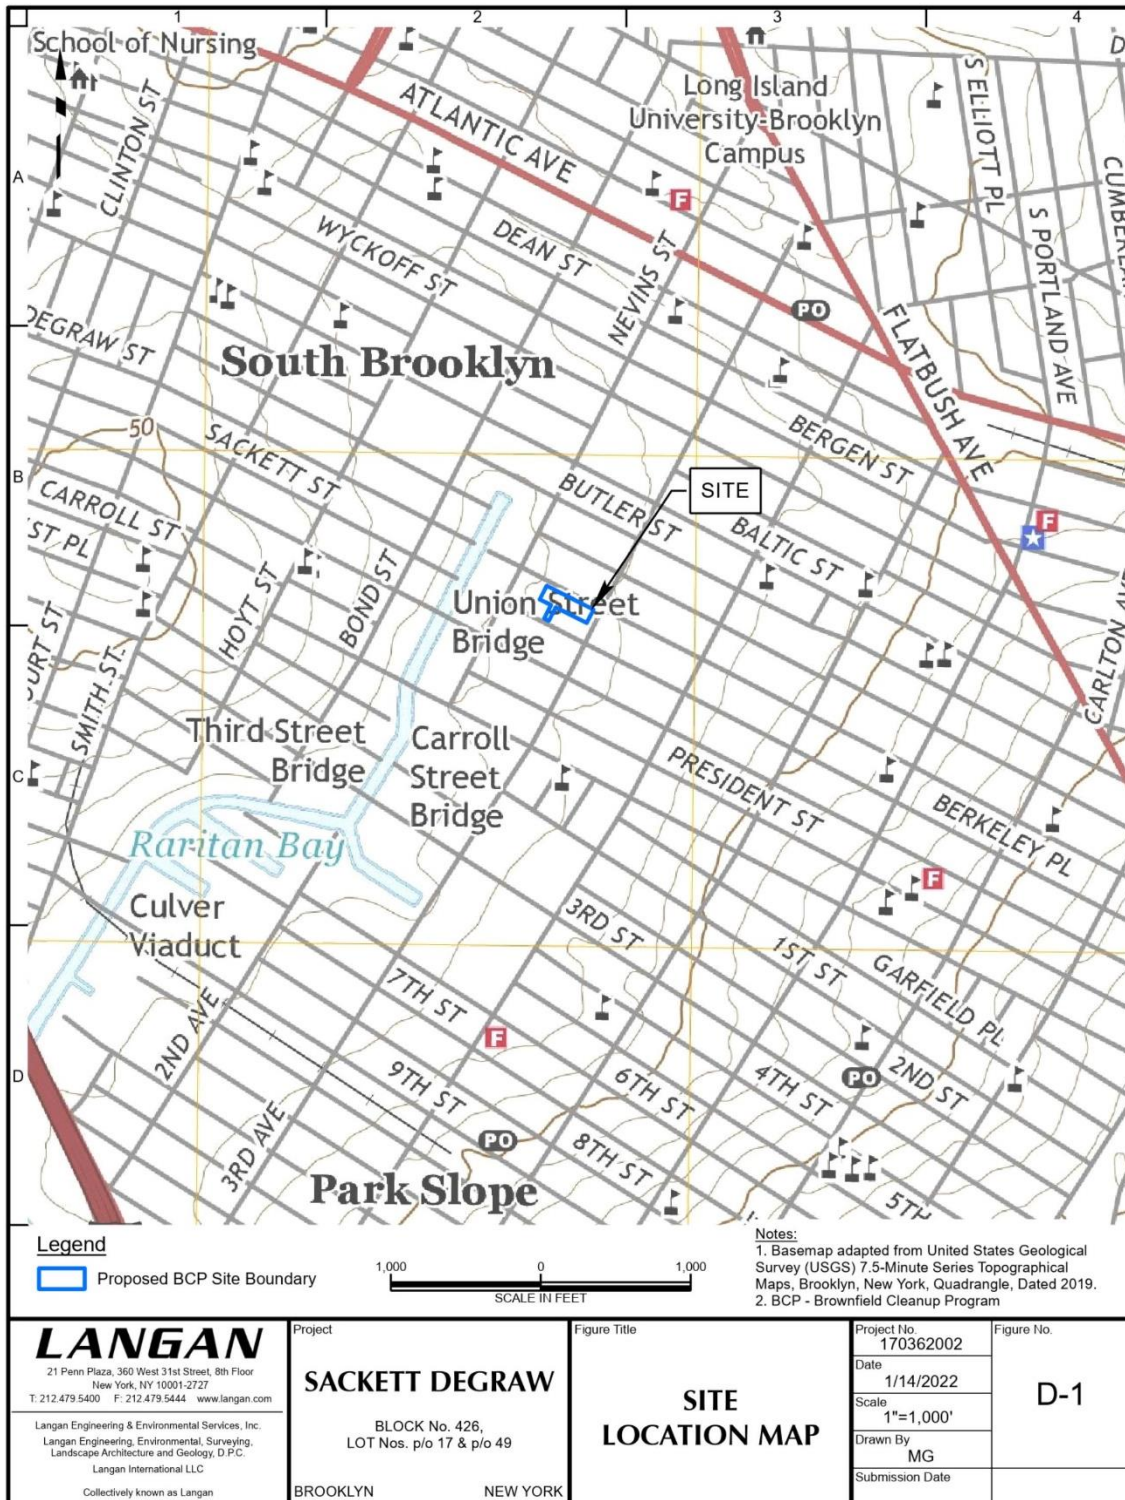 1
2
3
4
School of Nursing
CLINTON ST
ATLANTIC AVE
Long Island
University-Brooklyn
Campus
S ELLIOTT PL
A
F
WYCKOFF ST
DEAN ST
NEVINS ST
S PORTLAND AVE
PO
DEGRAW ST
South Brooklyn
FLATBUSH AVE
50
SACKETT ST
BERGEN ST
B
CARROLL ST
BUTLER ST
SITE
BALTIC ST
F
ST PL
HOYT ST
BOND ST
Union Street
Bridge
SMITH ST
CARLTON AV
Third Street
Bridge
Carroll
Street
Bridge
C
PRESIDENT ST
BERKELEY PL
Raritan Bay
F
Culver
Viaduct
3RD ST
1ST ST
GARFIELD PL
7TH ST
2ND AVE
F
D
9TH ST
6TH ST
4TH ST
PO
2ND ST
3RD AVE
PO
8TH ST
Park Slope
5TH
Legend
Proposed BCP Site Boundary
1,000
0
1,000
SCALE IN FEET
Notes:
1. Basemap adapted from United States Geological
Survey (USGS) 7.5-Minute Series Topographical
Maps, Brooklyn, New York, Quadrangle, Dated 2019.
2. BCP - Brownfield Cleanup Program
LANGAN
21 Penn Plaza, 360 West 31st Street, 8th Floor
New York, NY 10001-2727
T: 212.479.5400 F: 212.479.5444 www.langan.com
Langan Engineering & Environmental Services, Inc.
Langan Engineering, Environmental, Surveying,
Landscape Architecture and Geology, D.P.C.
Langan International LLC
Collectively known as Langan
Project
SACKETT DEGRAW
BLOCK No. 426,
LOT Nos. p/o 17 & p/o 49
BROOKLYN NEW YORK
Figure Title
SITE
LOCATION MAP
Project No.
170362002
Date
1/14/2022
Scale
1"=1,000'
Drawn By
MG
Submission Date
Figure No.
D-1